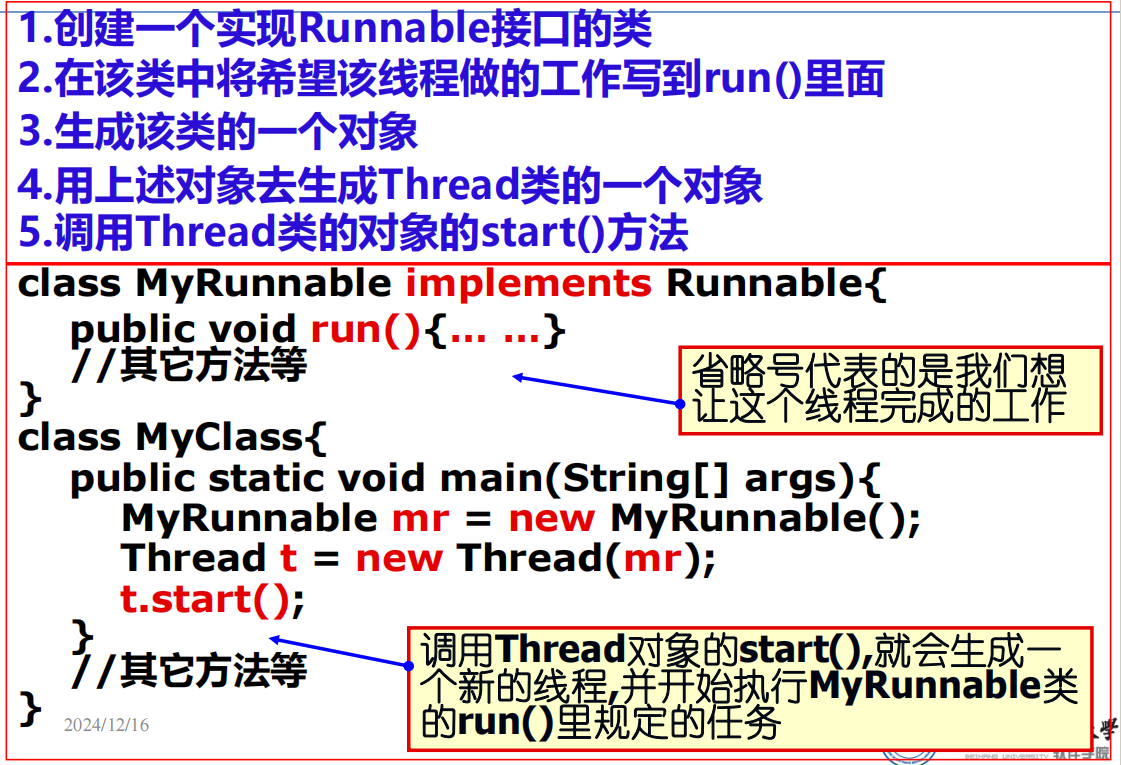 1.创建一个实现Runnable接口的类
2.在该类中将希望该线程做的工作写到run()里面
3.生成该类的一个对象
4.用上述对象去生成Thread类的一个对象
5.调用Thread类的对象的start()方法
class MyRunnable implements Runnable{
public void run(){... ...}
//其它方法等
}
省略号代表的是我们想
让这个线程完成的工作
class MyClass{
public static void main(String[] args){
MyRunnable mr = new MyRunnable();
Thread t = new Thread(mr);
t.start();
}
//其它方法等
}
调用Thread对象的start(),就会生成一
个新的线程,并开始执行MyRunnable类
的run()里规定的任务
2024/12/16
学
BEIHANG UNIVERSITY 软件学院